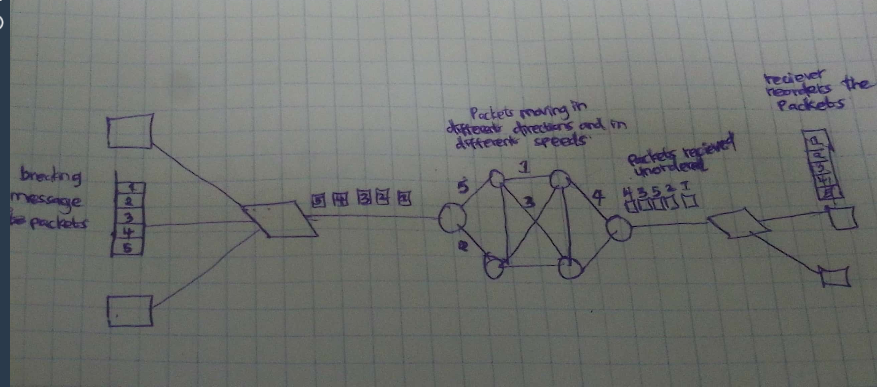 breaking
message
to packets
1
2
3
4
5
5 4 3 2 1
Packets moving in
different directions and in
different speeds
5
1
3
2
4
Packets recieved
unordered
4 3 5 2 1
reciever
reorders the
Packets
1
2
3
4
5